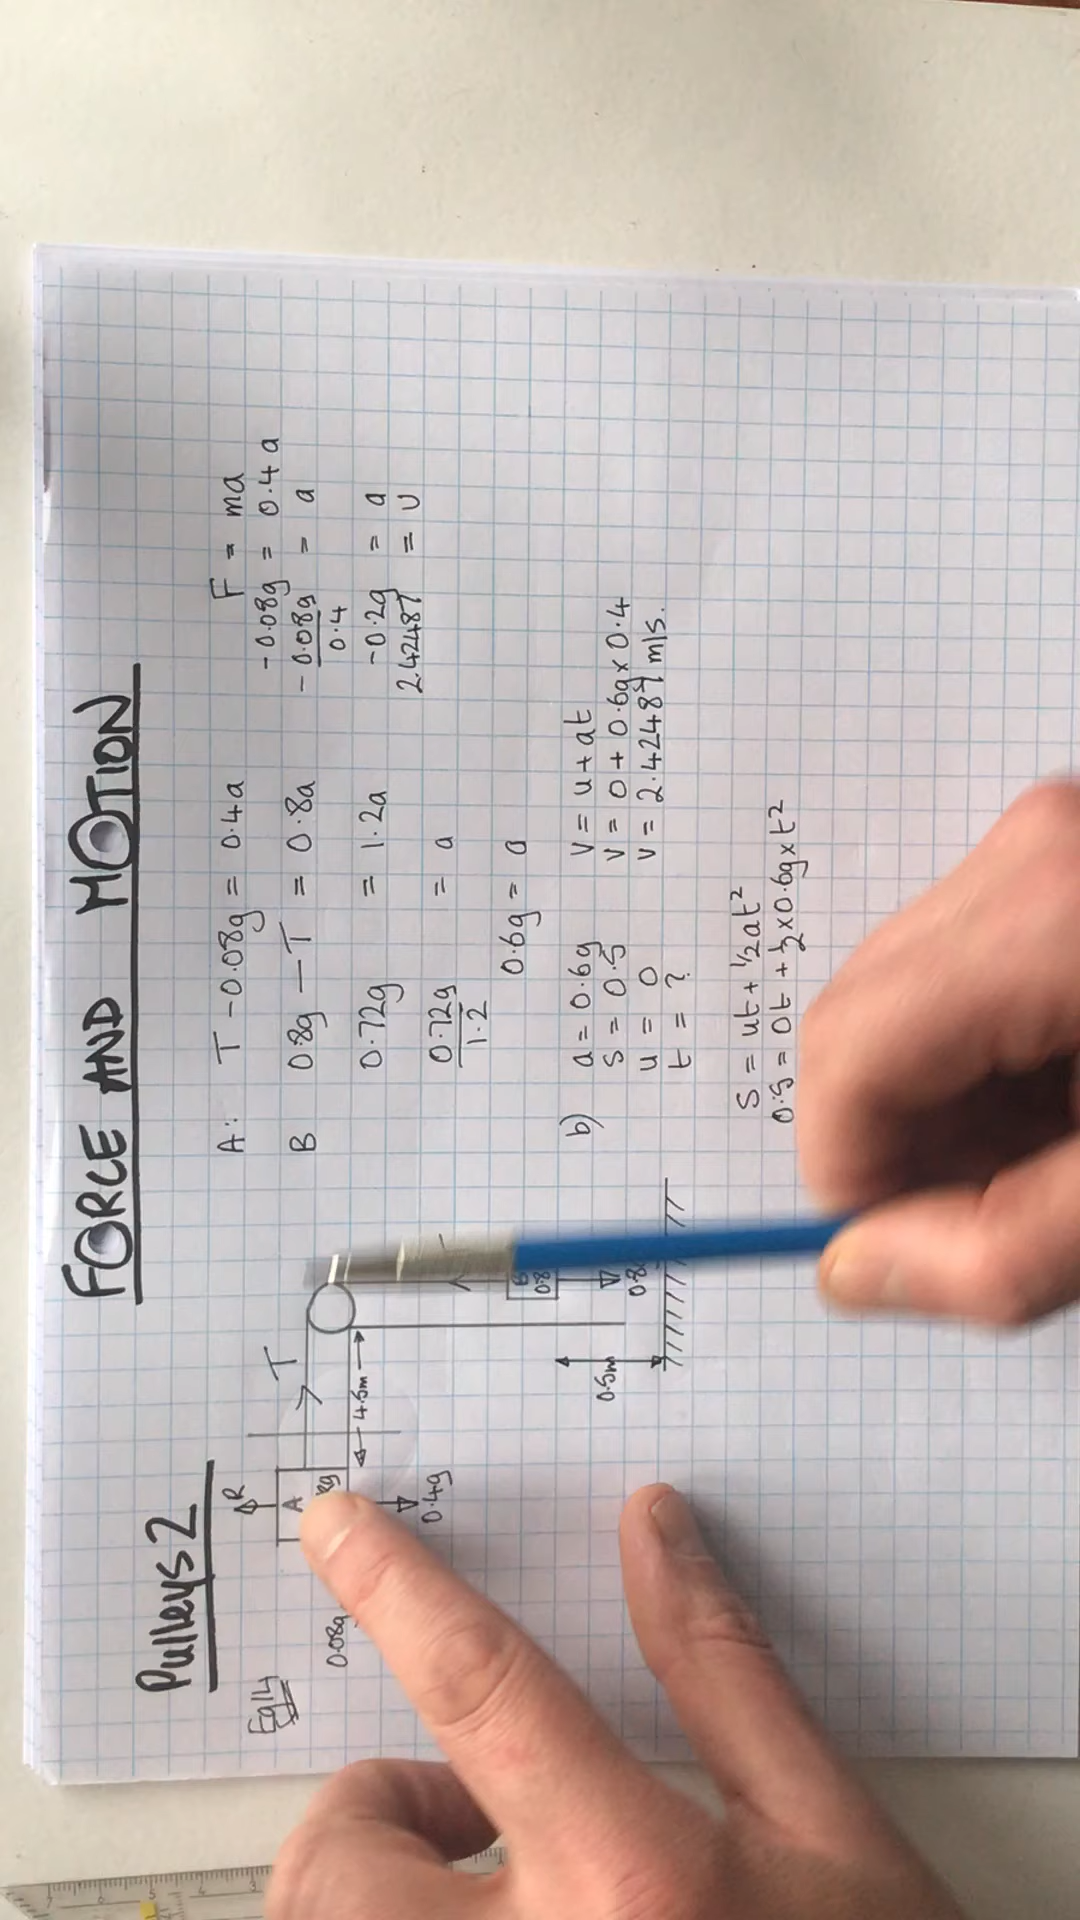 FORCE AND MOTION
Pulleys 2
Eg14
R
A
T
0.08g
4.5m
0.4g
B
0.8
0.5m
A: T - 0.08g = 0.4a
B 0.8g - T = 0.8a
0.72g = 1.2a
0.72g
1.2
= a
0.6g = a
F = ma
-0.08g = 0.4a
-0.08g
0.4
= a
-0.2g = a
2.42487 = U
b) a = 0.6g
s = 0.5
u = 0
t = ?
V = u + at
V = 0 + 0.6g x 0.4
V = 2.42487 m/s.
S = ut + 1/2at²
0.5 = 0t + ½ x 0.6g x t²